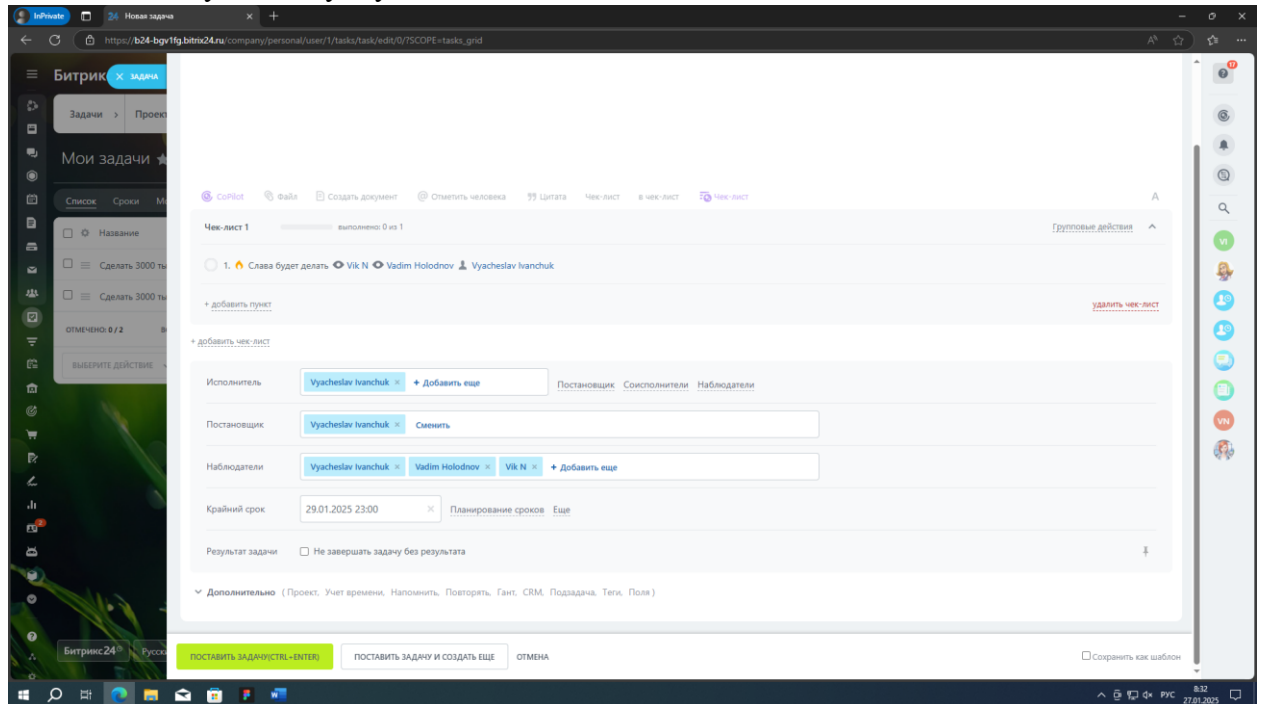 InPrivate
24 Новая задача
https://b24-bgv1fg.bitrix24.ru/company/personal/user/1/tasks/task/edit/0/?SCOPE=tasks_grid
Битрик
ЗАДАЧА
17
Задачи > Проек
Мои задачи
Список Сроки М
Название
Сделать 3000 ты
Сделать 3000 ты
ОТМЕЧЕНО: 0 / 2
ВЫБЕРИТЕ ДЕЙСТВИЕ
CoPilot Файл Создать документ Отметить человека Цитата Чек-лист в чек-лист Чек-лист A
Чек-лист 1 выполнено: 0 из 1 Групповые действия
1. Слава будет делать Vik N Vadim Holodnov Vyacheslav Ivanchuk
+ добавить пункт удалить чек-лист
+ добавить чек-лист
Исполнитель Vyacheslav Ivanchuk × + Добавить еще Постановщик Соисполнители Наблюдатели
Постановщик Vyacheslav Ivanchuk × Сменить
Наблюдатели Vyacheslav Ivanchuk × Vadim Holodnov × Vik N × + Добавить еще
Крайний срок 29.01.2025 23:00 × Планирование сроков Еще
Результат задачи Не завершать задачу без результата
Дополнительно (Проект, Учет времени, Напомнить, Повторять, Гант, CRM, Подзадача, Теги, Поля)
ПОСТАВИТЬ ЗАДАЧУ(CTRL+ENTER) ПОСТАВИТЬ ЗАДАЧУ И СОЗДАТЬ ЕЩЕ ОТМЕНА Сохранить как шаблон
VI
VN
2
Битрикс24 Русск
РУС
8:32
27.01.2025